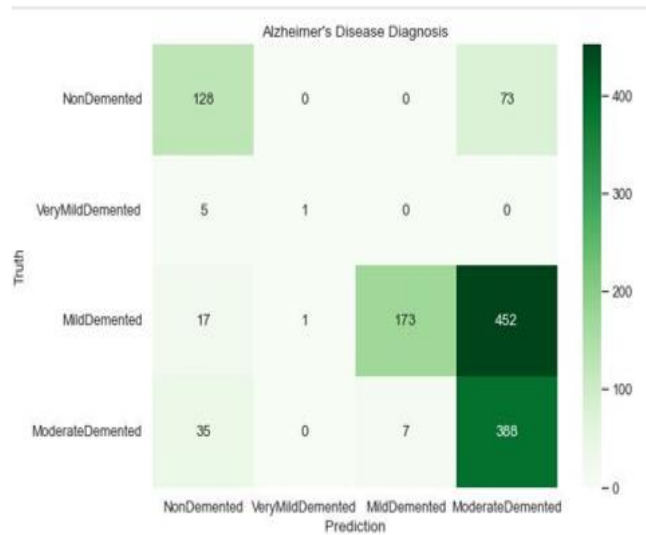 Alzheimer's Disease Diagnosis
NonDemented 128 0 0 73
VeryMildDemented 5 1 0 0
MildDemented 17 1 173 452
ModerateDemented 35 0 7 388
Truth
NonDemented VeryMildDemented MildDemented ModerateDemented
Prediction
400
300
200
100
0